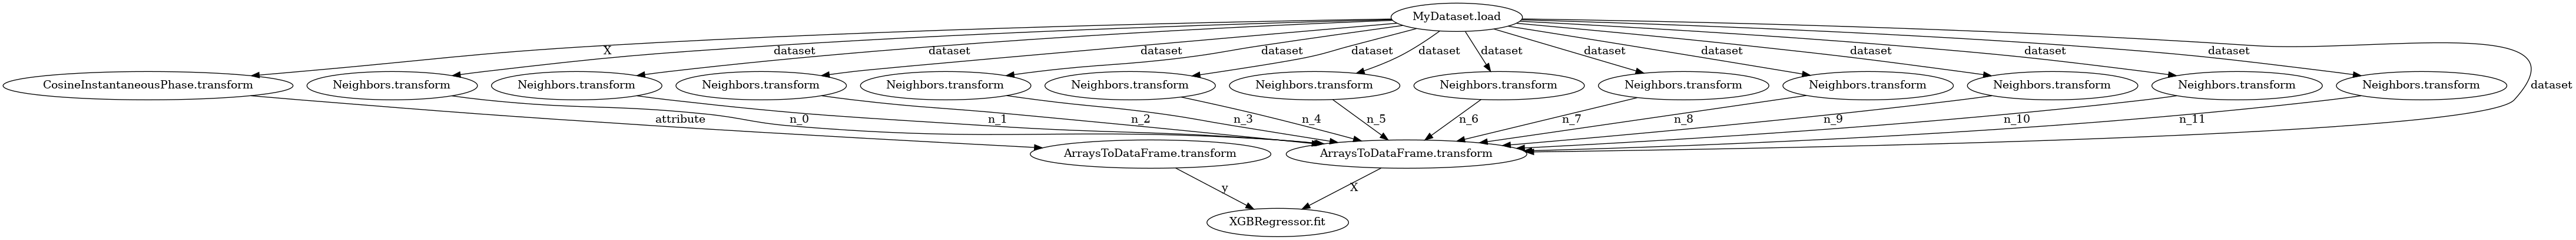 MyDataset.load
X
dataset
dataset
dataset
dataset
dataset
dataset
dataset
dataset
dataset
dataset
dataset
dataset
dataset
CosineInstantaneousPhase.transform
Neighbors.transform
Neighbors.transform
Neighbors.transform
Neighbors.transform
Neighbors.transform
Neighbors.transform
Neighbors.transform
Neighbors.transform
Neighbors.transform
Neighbors.transform
Neighbors.transform
Neighbors.transform
attribute
n_0
n_1
n_2
n_3
n_4
n_5
n_6
n_7
n_8
n_9
n_10
n_11
ArraysToDataFrame.transform
ArraysToDataFrame.transform
y
X
XGBRegressor.fit